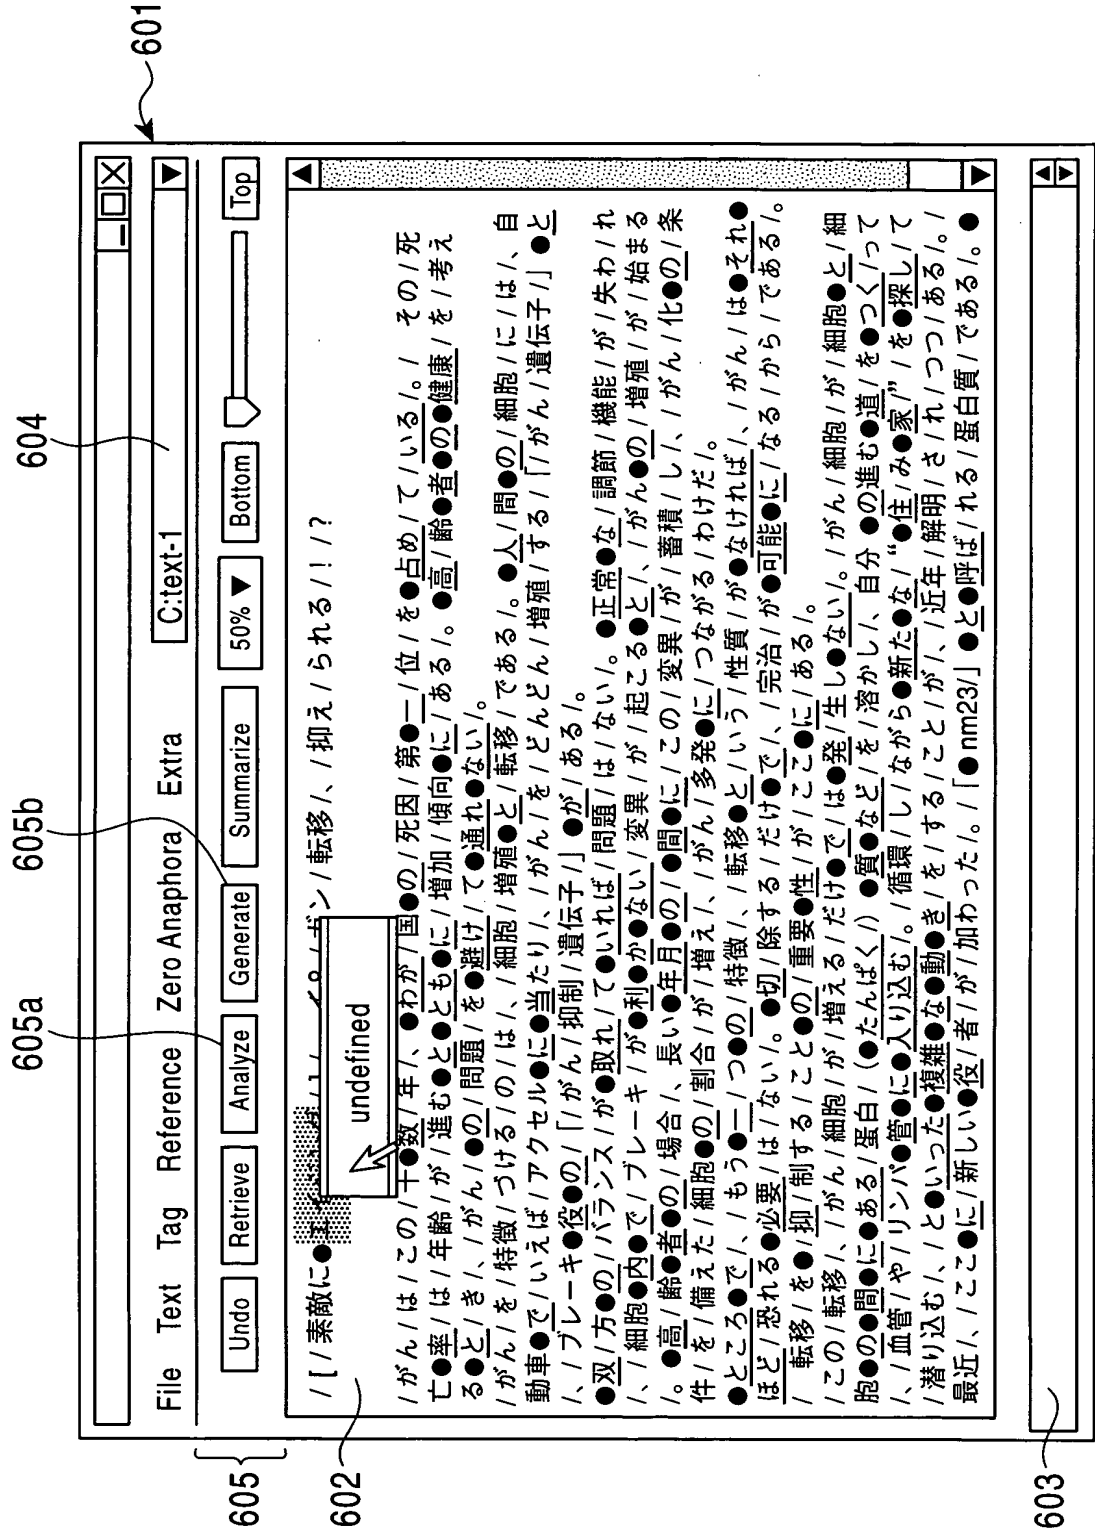 601
604
605b
605a
605
602
603
C:text-1
File Text Tag Reference Zero Anaphora Extra
Undo Retrieve Analyze Generate Summarize 50% ▼ Bottom Top
/ [ / 素敵に●
/ガン/転移/、/抑え/られる/!/?
undefined
/がん/は/この/十●数/年/、●わが/国●の/死因/第●一/位/を●占め/て/いる/。/ その/死
亡●率/は/年齢/が/進む●と●とも●に/増加/傾向●に/ある/。●高/齢●者●の●健康/を/考え
る●と/き/、/がん/●の/問題/を●避け/て●通れ●ない/。
/がん/を/特徴/づける/の/は/、/細胞/増殖●と/転移/で/ある/。●人/間●の/細胞/に/は/、自
動車●で/いえば/アクセル●に●当たり/、/がん/を/どんどん/増殖/する/「/がん/遺伝子/」●と
/、/ブレーキ●役●の/「/がん/抑制/遺伝子/」●が/ある/。
●双/方●の/バランス/が●取れ/て●いれば/問題/は/ない/。●正常●な/調節/機能/が/失わ/れ
/、/細胞●内●で/ブレーキ/が●利●か●ない/変異/が/起こる●と/、/がん●の/増殖/が/始まる
/。●高/齢●者●の/場合/、長い●年月●の/●間●に/この/変異/が/蓄積/し/、/がん/化●の/条
件/を/備えた/細胞●の/割合/が/増え/、/がん/多発●に/つながる/わけだ/。
●ところ●で/、/もう●一/つ●の/特徴/、/転移●と/いう/性質/が●なければ/、/がん/は●それ●
ほど/恐れる●必要/は/ない/。●切/除する/だけ●で/、/完治/が●可能●に/なる/から/で/ある/。
/転移/を●/抑/制する/こと●の/重要●性/が/ここ●に/ある/。
/この/転移/、/がん/細胞/が/増える/だけ●で/は●発/生し●ない/。/がん/細胞/が/細胞●と/細
胞●の●間●に●ある/蛋白/(●たんぱく/)●質●など/を/溶かし/、自分 ●の進む●道/を●つく/って
/、/血管/や/リンパ●管●に●入り込む/。/循環/し/ながら●新た●な/“●住/み●家/”/を●探し/て
/潜り込む/、/と●いった●複雑●な●動●き/を/する/こと/が/、/近年/解明/さ/れ/つつ/ある/。/
最近/、/ここ●に/新しい●役/者/が/加わった/。/「●nm23/」●と●呼ば/れる/蛋白質/で/ある/。●